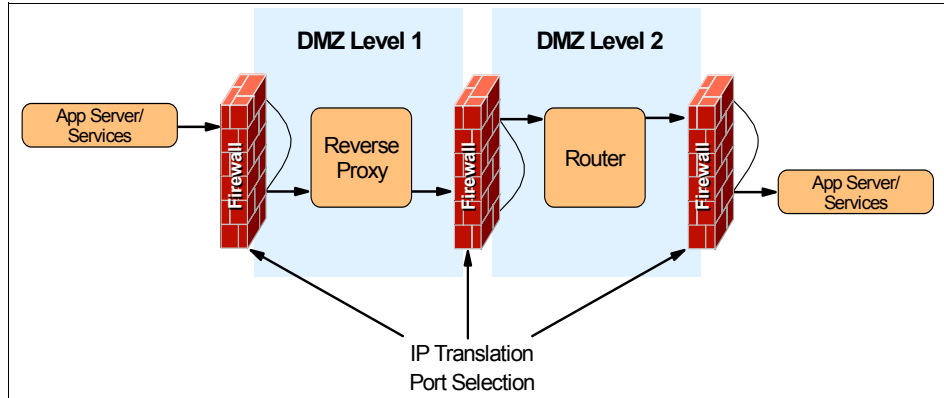 DMZ Level 1
DMZ Level 2
App Server/
Services
Firewall
Reverse
Proxy
Firewall
Router
Firewall
App Server/
Services
IP Translation
Port Selection